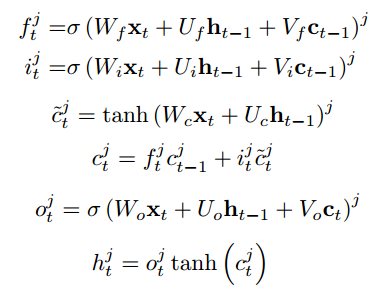 f_t^j =σ (W_f x_t + U_f h_{t−1} + V_f c_{t−1})^j
i_t^j =σ (W_i x_t + U_i h_{t−1} + V_i c_{t−1})^j
c̃_t^j = tanh (W_c x_t + U_c h_{t−1})^j
c_t^j = f_t^j c_{t−1}^j + i_t^j c̃_t^j
o_t^j = σ (W_o x_t + U_o h_{t−1} + V_o c_t)^j
h_t^j = o_t^j tanh (c_t^j)